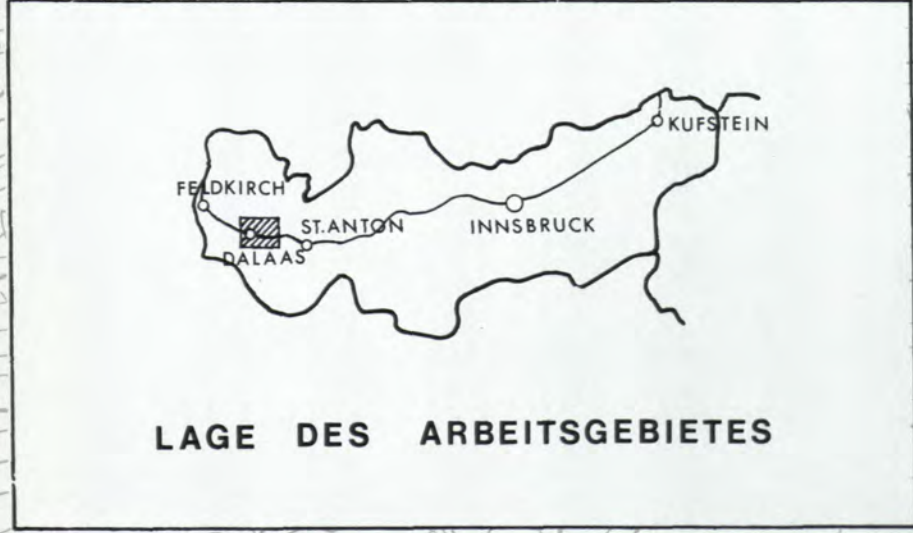 KUFSTEIN
FELDKIRCH
ST.ANTON
INNSBRUCK
DALAAS
LAGE DES ARBEITSGEBIETES